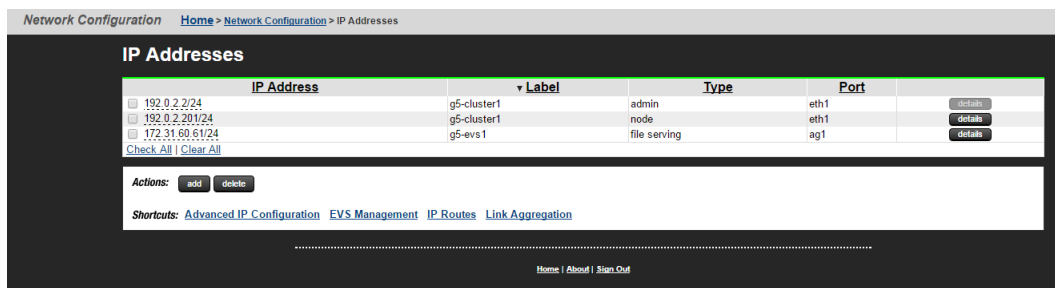 Network Configuration Home > Network Configuration > IP Addresses
IP Addresses
IP Address ▼ Label Type Port
192.0.2.2/24 g5-cluster1 admin eth1 details
192.0.2.201/24 g5-cluster1 node eth1 details
172.31.60.61/24 g5-evs1 file serving ag1 details
Check All | Clear All
Actions: add delete
Shortcuts: Advanced IP Configuration EVS Management IP Routes Link Aggregation
Home | About | Sign Out